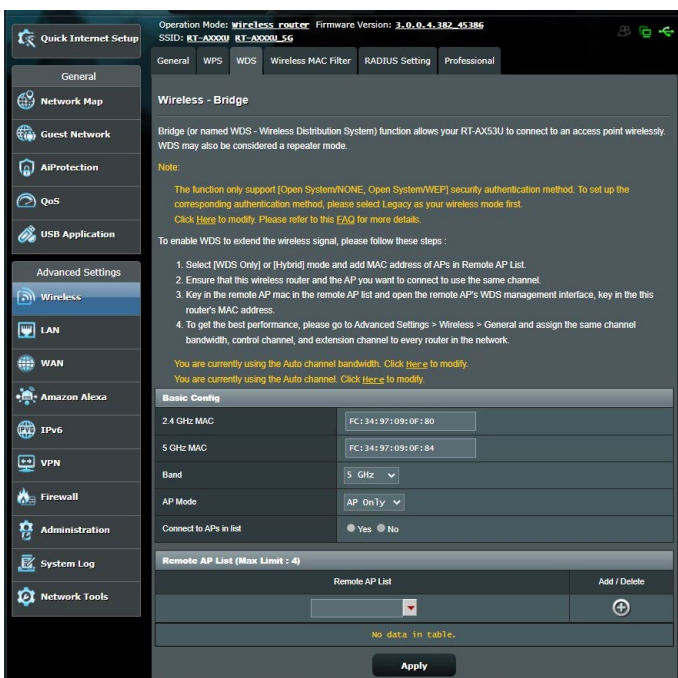 Quick Internet Setup
General
Network Map
Guest Network
AiProtection
QoS
USB Application
Advanced Settings
Wireless
LAN
WAN
Amazon Alexa
IPv6
VPN
Firewall
Administration
System Log
Network Tools
Operation Mode: Wireless router Firmware Version: 3.0.0.4.382_45386
SSID: RT-AXXXU RT-AXXXU_5G
General WPS WDS Wireless MAC Filter RADIUS Setting Professional
Wireless - Bridge
Bridge (or named WDS - Wireless Distribution System) function allows your RT-AX53U to connect to an access point wirelessly.
WDS may also be considered a repeater mode.
Note:
The function only support [Open System/NONE, Open System/WEP] security authentication method. To set up the
corresponding authentication method, please select Legacy as your wireless mode first.
Click Here to modify. Please refer to this FAQ for more details.
To enable WDS to extend the wireless signal, please follow these steps :
1. Select [WDS Only] or [Hybrid] mode and add MAC address of APs in Remote AP List.
2. Ensure that this wireless router and the AP you want to connect to use the same channel.
3. Key in the remote AP mac in the remote AP list and open the remote AP's WDS management interface, key in the this
router's MAC address.
4. To get the best performance, please go to Advanced Settings > Wireless > General and assign the same channel
bandwidth, control channel, and extension channel to every router in the network.
You are currently using the Auto channel bandwidth. Click Here to modify.
You are currently using the Auto channel. Click Here to modify.
Basic Config
2.4 GHz MAC FC:34:97:09:0F:80
5 GHz MAC FC:34:97:09:0F:84
Band 5 GHz
AP Mode AP Only
Connect to APs in list Yes No
Remote AP List (Max Limit : 4)
Remote AP List Add / Delete
No data in table.
Apply